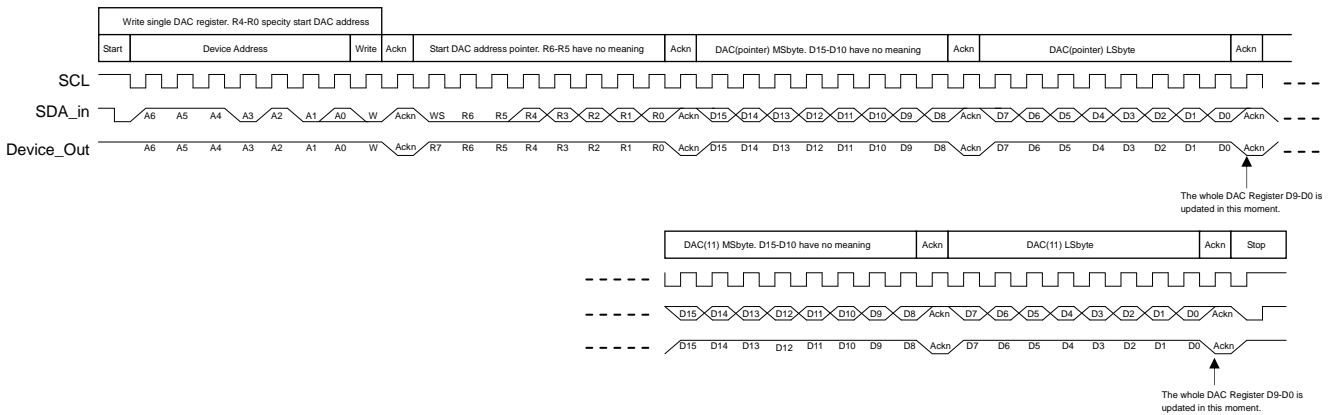 Write single DAC register. R4-R0 specity start DAC address
Start Device Address Write Ackn Start DAC address pointer. R6-R5 have no meaning Ackn DAC(pointer) MSbyte. D15-D10 have no meaning Ackn DAC(pointer) LSbyte Ackn
SCL
SDA_in A6 A5 A4 A3 A2 A1 A0 W Ackn WS R6 R5 R4 R3 R2 R1 R0 Ackn D15 D14 D13 D12 D11 D10 D9 D8 Ackn D7 D6 D5 D4 D3 D2 D1 D0 Ackn
Device_Out A6 A5 A4 A3 A2 A1 A0 W Ackn R7 R6 R5 R4 R3 R2 R1 R0 Ackn D15 D14 D13 D12 D11 D10 D9 D8 Ackn D7 D6 D5 D4 D3 D2 D1 D0 Ackn
The whole DAC Register D9-D0 is
updated in this moment.
DAC(11) MSbyte. D15-D10 have no meaning Ackn DAC(11) LSbyte Ackn Stop
D15 D14 D13 D12 D11 D10 D9 D8 Ackn D7 D6 D5 D4 D3 D2 D1 D0 Ackn
D15 D14 D13 D12 D11 D10 D9 D8 Ackn D7 D6 D5 D4 D3 D2 D1 D0 Ackn
The whole DAC Register D9-D0 is
updated in this moment.